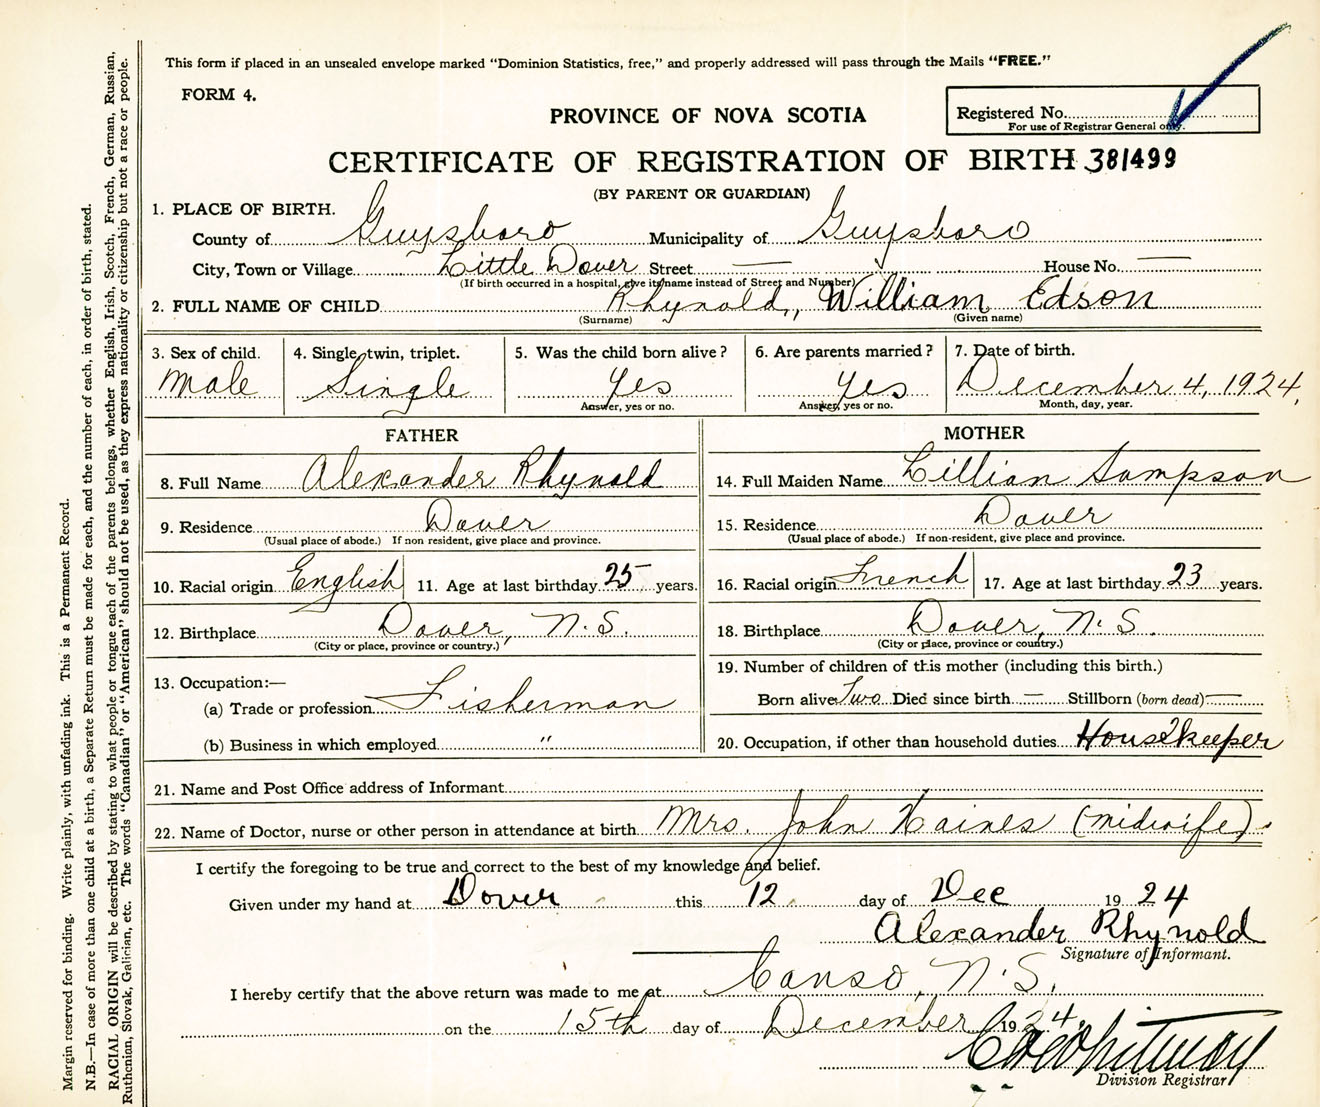 This form if placed in an unsealed envelope marked "Dominion Statistics, free," and properly addressed will pass through the Mails "FREE."
FORM 4.
PROVINCE OF NOVA SCOTIA
Registered No.
For use of Registrar General only.
CERTIFICATE OF REGISTRATION OF BIRTH 381499
(BY PARENT OR GUARDIAN)
1. PLACE OF BIRTH.
County of Guysboro Municipality of Guysboro
City, Town or Village Little Dover Street — House No. —
(If birth occurred in a hospital, give its name instead of Street and Number)
2. FULL NAME OF CHILD Rhynold, William Edson
(Surname) (Given name)
3. Sex of child. 4. Single, twin, triplet. 5. Was the child born alive? 6. Are parents married? 7. Date of birth.
Male Single Yes Yes December 4, 1924,
Answer, yes or no. Answer, yes or no. Month, day, year.
FATHER MOTHER
8. Full Name Alexander Rhynold 14. Full Maiden Name Lillian Sampson
9. Residence Dover 15. Residence Dover
(Usual place of abode.) If non resident, give place and province. (Usual place of abode.) If non-resident, give place and province.
10. Racial origin English 11. Age at last birthday 25 years. 16. Racial origin French 17. Age at last birthday 23 years.
12. Birthplace Dover, N.S. 18. Birthplace Dover, N.S.
(City or place, province or country.) (City or place, province or country.)
13. Occupation:— 19. Number of children of this mother (including this birth.)
(a) Trade or profession Fisherman Born alive Two Died since birth — Stillborn (born dead) —
(b) Business in which employed " 20. Occupation, if other than household duties Housekeeper
21. Name and Post Office address of Informant
22. Name of Doctor, nurse or other person in attendance at birth Mrs. John Haines (midwife).
I certify the foregoing to be true and correct to the best of my knowledge and belief.
Given under my hand at Dover this 12 day of Dec 1924
Alexander Rhynold
Signature of Informant.
I hereby certify that the above return was made to me at Canso, N.S.
on the 15th day of December 1924.
Division Registrar
Margin reserved for binding. Write plainly, with unfading ink. This is a Permanent Record.
N.B.—In case of more than one child at a birth, a Separate Return must be made for each, and the number of each, in order of birth, stated.
RACIAL ORIGIN will be described by stating to what people or tongue each of the parents belongs, whether English, Irish, Scotch, French, German, Russian,
Ruthenian, Slovak, Galician, etc. The words "Canadian" or "American" should not be used, as they express nationality or citizenship but not a race or people.